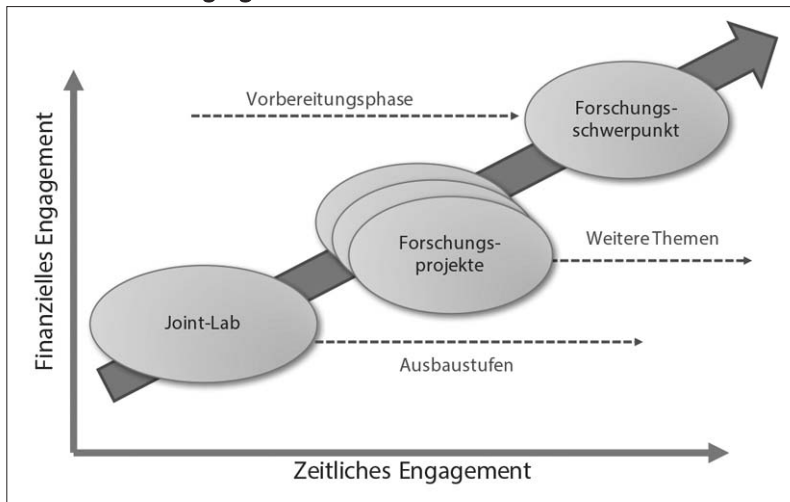 Vorbereitungsphase
Forschungs-
schwerpunkt
Finanzielles Engagement
Forschungs-
projekte
Weitere Themen
Joint-Lab
Ausbaustufen
Zeitliches Engagement